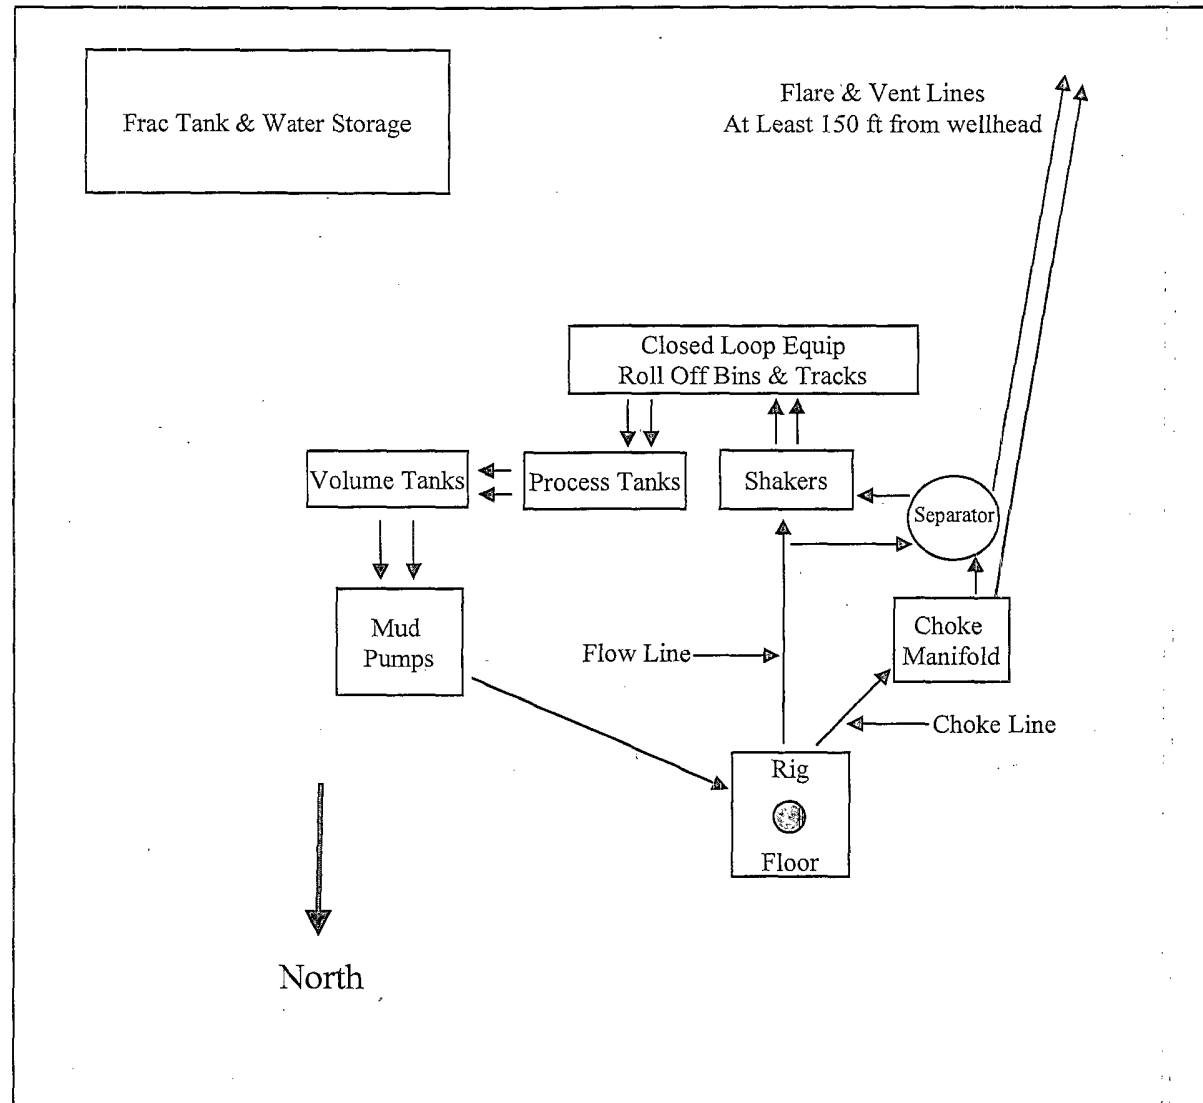 Frac Tank & Water Storage
Flare & Vent Lines
At Least 150 ft from wellhead
Closed Loop Equip
Roll Off Bins & Tracks
Volume Tanks
Process Tanks
Shakers
Separator
Mud
Pumps
Flow Line
Choke
Manifold
Choke Line
Rig
Floor
North